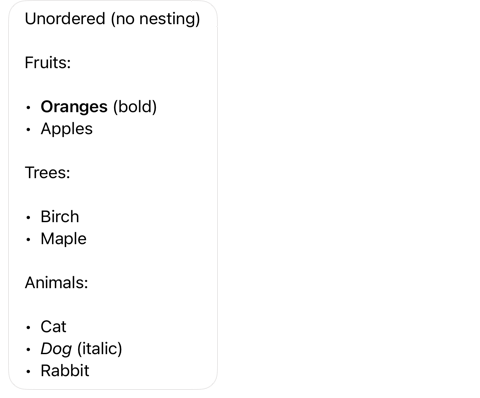 Unordered (no nesting)
Fruits:
• Oranges (bold)
• Apples
Trees:
• Birch
• Maple
Animals:
• Cat
• Dog (italic)
• Rabbit